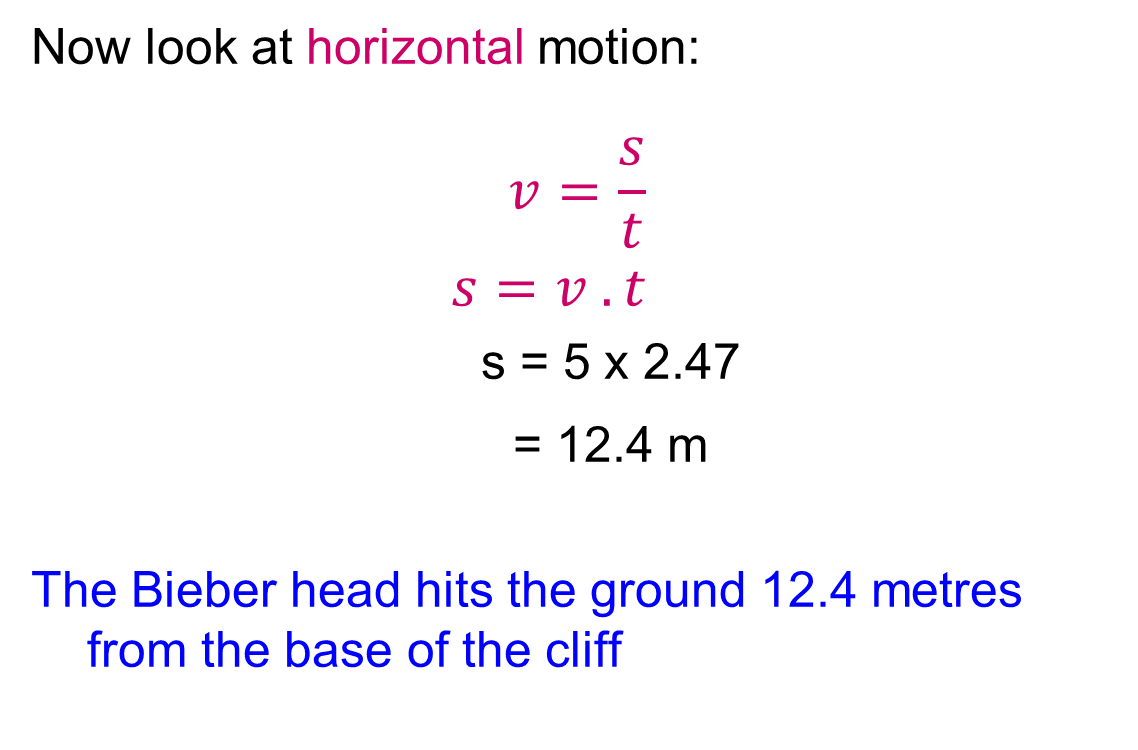 Now look at horizontal motion:
v = s/t
s = v . t
s = 5 x 2.47
= 12.4 m
The Bieber head hits the ground 12.4 metres
from the base of the cliff